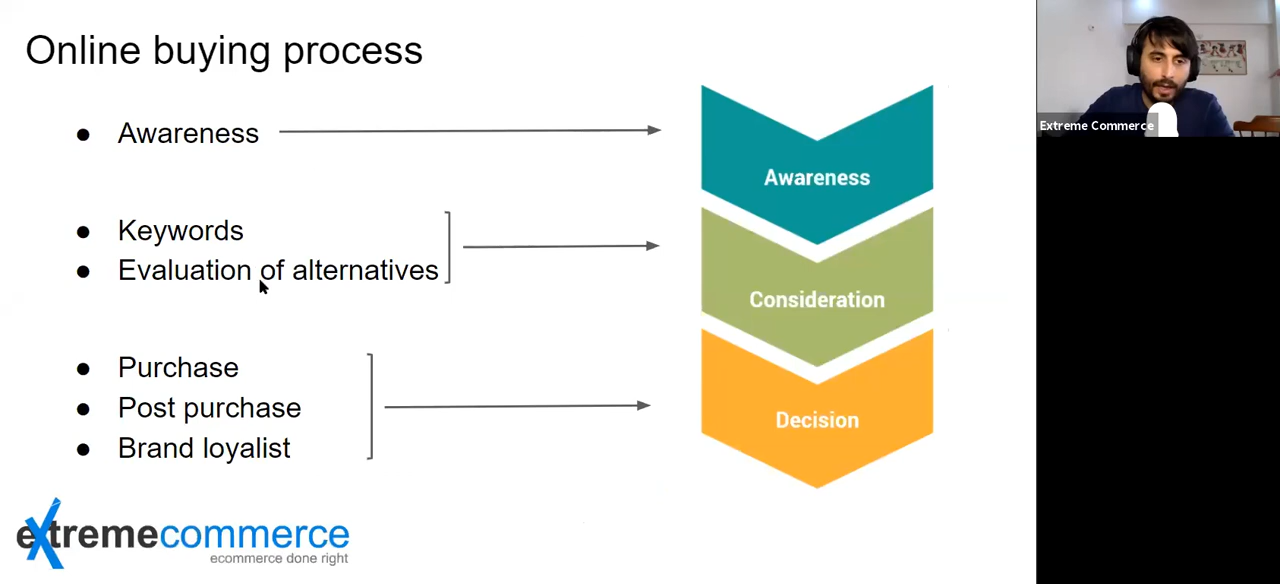 Online buying process
Awareness
Keywords
Evaluation of alternatives
Purchase
Post purchase
Brand loyalist
Awareness
Consideration
Decision
extremecommerce
ecommerce done right
Extreme Commerce